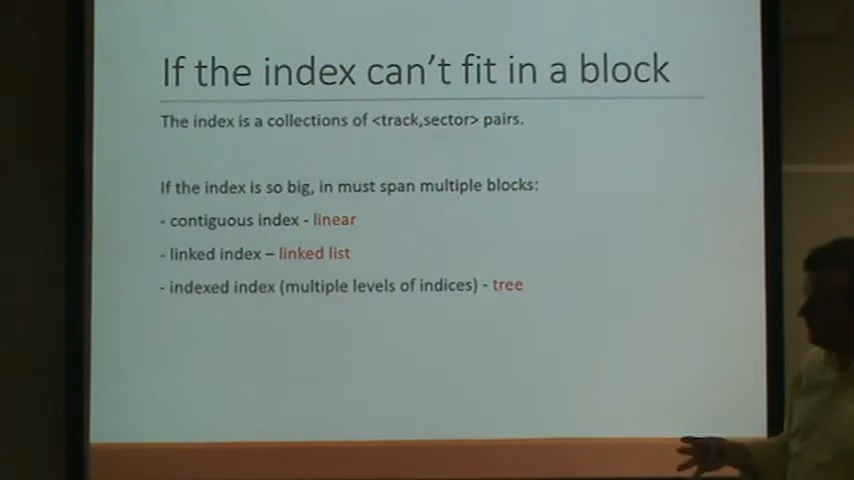 If the index can't fit in a block
The index is a collections of <track,sector> pairs.
If the index is so big, in must span multiple blocks:
- contiguous index - linear
- linked index – linked list
- indexed index (multiple levels of indices) - tree